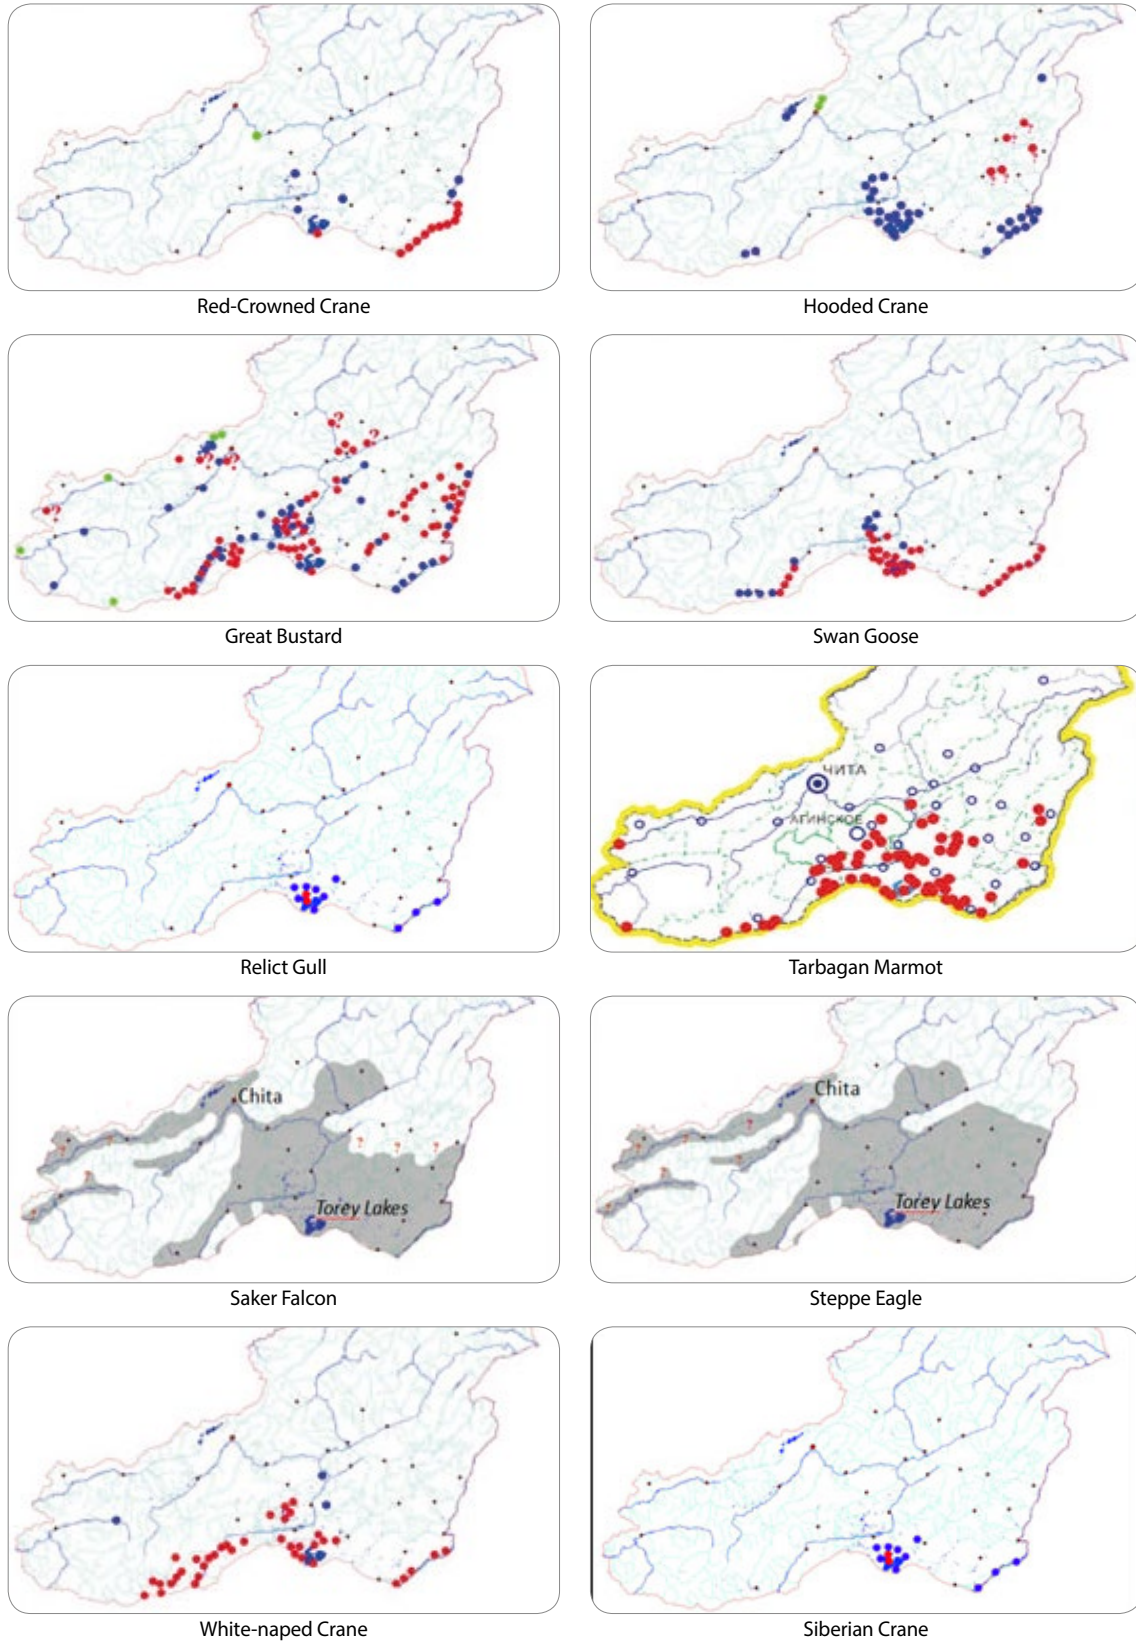 Red-Crowned Crane
Hooded Crane
? ? ? ? ?
? ? ? ? ?
Great Bustard
Swan Goose
ЧИТА
АГИНСКОЕ
Relict Gull
Tarbagan Marmot
Chita
? ? ? ? ? ? ?
Torey Lakes
Chita
? ? ? ? ? ?
Torey Lakes
Saker Falcon
Steppe Eagle
White-naped Crane
Siberian Crane